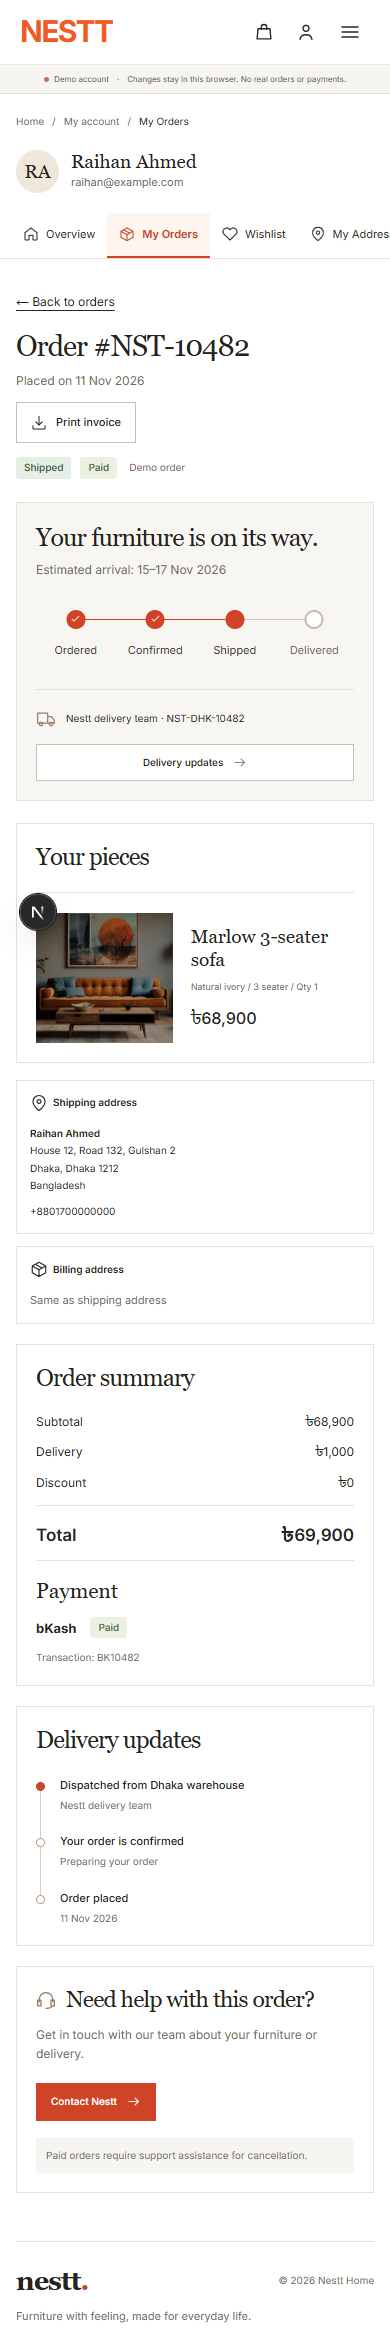 NESTT
Demo account · Changes stay in this browser. No real orders or payments.
Home / My account / My Orders
RA
Raihan Ahmed
raihan@example.com
Overview My Orders Wishlist My Addres
← Back to orders
Order #NST-10482
Placed on 11 Nov 2026
Print invoice
Shipped Paid Demo order
Your furniture is on its way.
Estimated arrival: 15–17 Nov 2026
Ordered Confirmed Shipped Delivered
Nestt delivery team · NST-DHK-10482
Delivery updates →
Your pieces
N
Marlow 3-seater
sofa
Natural ivory / 3 seater / Qty 1
৳68,900
Shipping address
Raihan Ahmed
House 12, Road 132, Gulshan 2
Dhaka, Dhaka 1212
Bangladesh
+8801700000000
Billing address
Same as shipping address
Order summary
Subtotal ৳68,900
Delivery ৳1,000
Discount ৳0
Total ৳69,900
Payment
bKash Paid
Transaction: BK10482
Delivery updates
Dispatched from Dhaka warehouse
Nestt delivery team
Your order is confirmed
Preparing your order
Order placed
11 Nov 2026
Need help with this order?
Get in touch with our team about your furniture or
delivery.
Contact Nestt →
Paid orders require support assistance for cancellation.
nestt.
© 2026 Nestt Home
Furniture with feeling, made for everyday life.